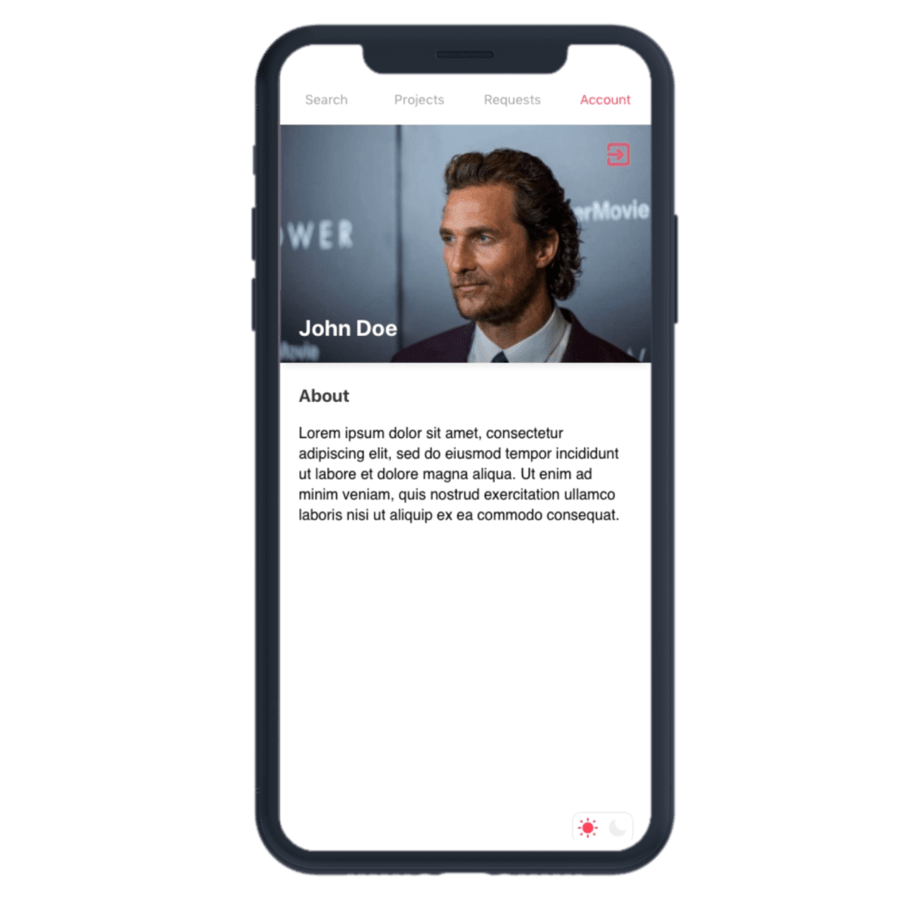 Search Projects Requests Account
OWER
erMovie
John Doe
Movie
About
Lorem ipsum dolor sit amet, consectetur
adipiscing elit, sed do eiusmod tempor incididunt
ut labore et dolore magna aliqua. Ut enim ad
minim veniam, quis nostrud exercitation ullamco
laboris nisi ut aliquip ex ea commodo consequat.